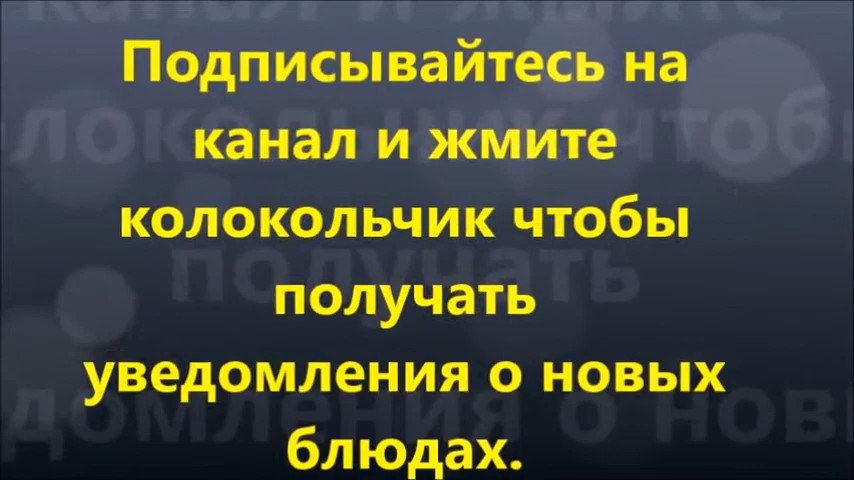 Подписывайтесь на
канал и жмите
колокольчик чтобы
получать
уведомления о новых
блюдах.